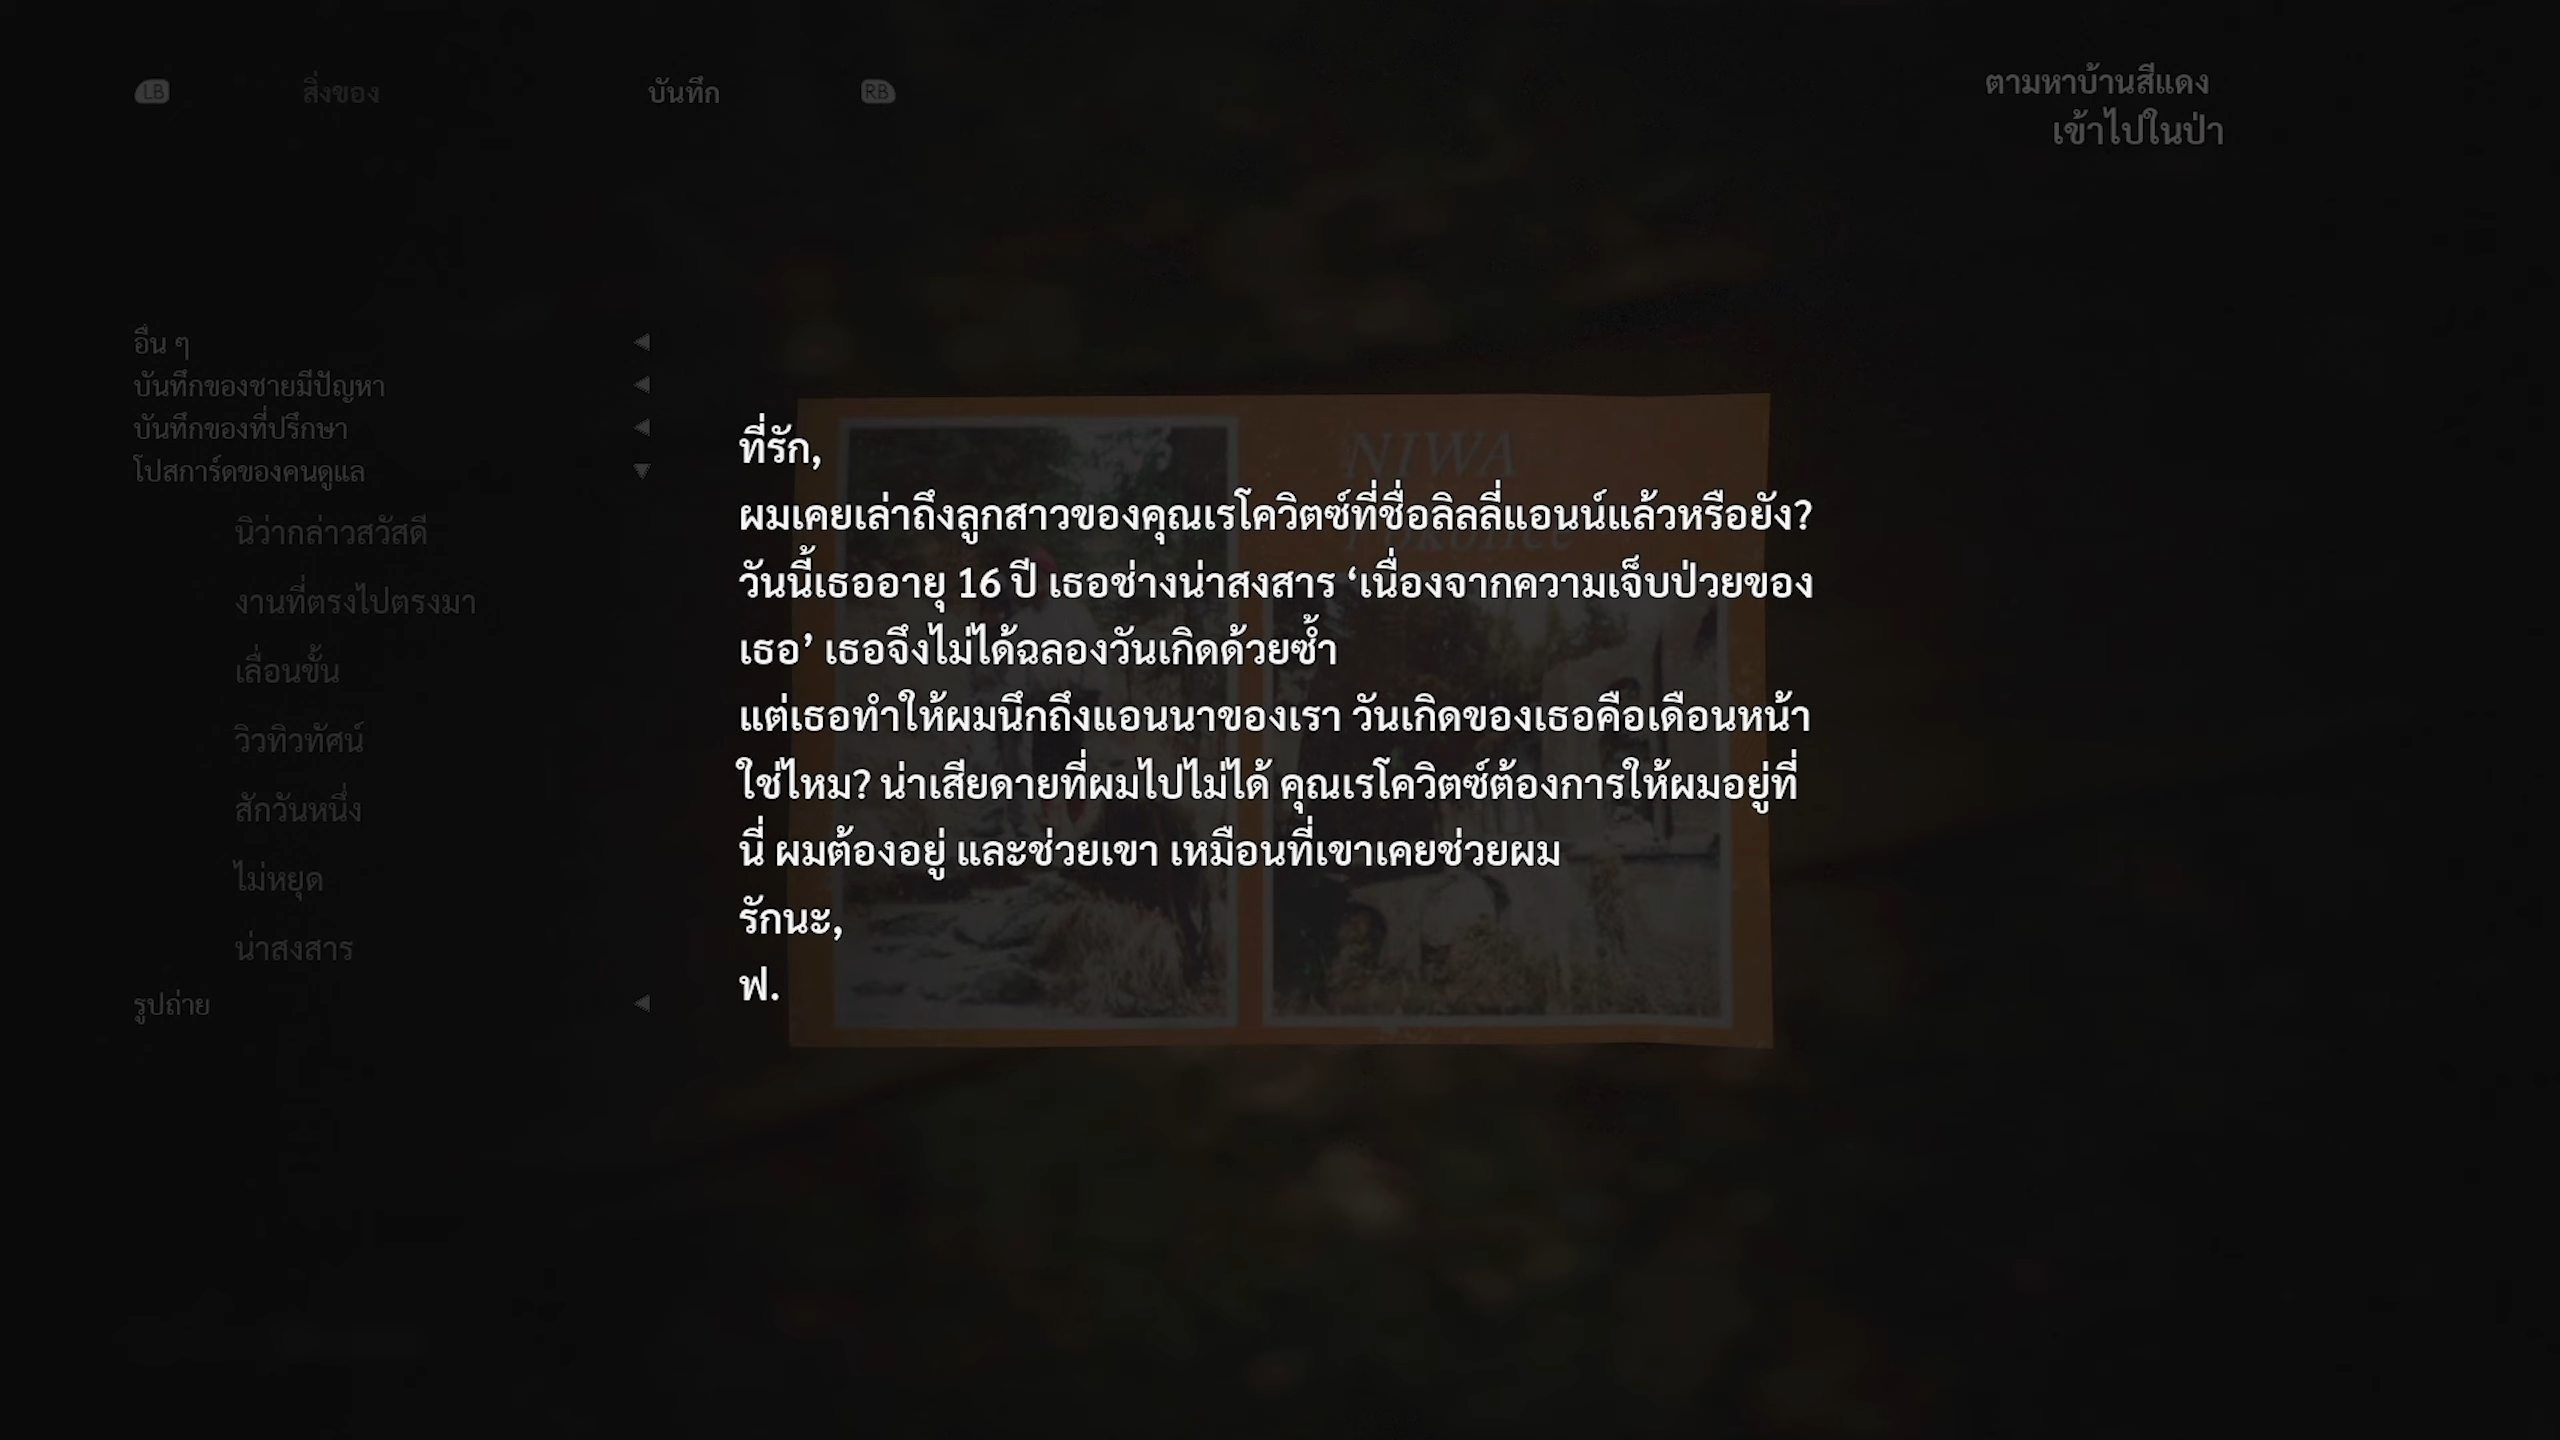 LB สิ่งของ บันทึก RB
ตามหาบ้านสีแดง
เข้าไปในป่า
อื่น ๆ
บันทึกของชายมีปัญหา
บันทึกของที่ปรึกษา
โปสการ์ดของคนดูแล
นิว่ากล่าวสวัสดี
งานที่ตรงไปตรงมา
เลื่อนขั้น
วิวทิวทัศน์
สักวันหนึ่ง
ไม่หยุด
น่าสงสาร
รูปถ่าย
NIWA
ที่รัก,
ผมเคยเล่าถึงลูกสาวของคุณเรโควิตซ์ที่ชื่อลิลลี่แอนน์แล้วหรือยัง?
วันนี้เธออายุ 16 ปี เธอช่างน่าสงสาร ‘เนื่องจากความเจ็บป่วยของ
เธอ’ เธอจึงไม่ได้ฉลองวันเกิดด้วยซ้ำ
แต่เธอทำให้ผมนึกถึงแอนนาของเรา วันเกิดของเธอคือเดือนหน้า
ใช่ไหม? น่าเสียดายที่ผมไปไม่ได้ คุณเรโควิตซ์ต้องการให้ผมอยู่ที่
นี่ ผมต้องอยู่ และช่วยเขา เหมือนที่เขาเคยช่วยผม
รักนะ,
ฟ.